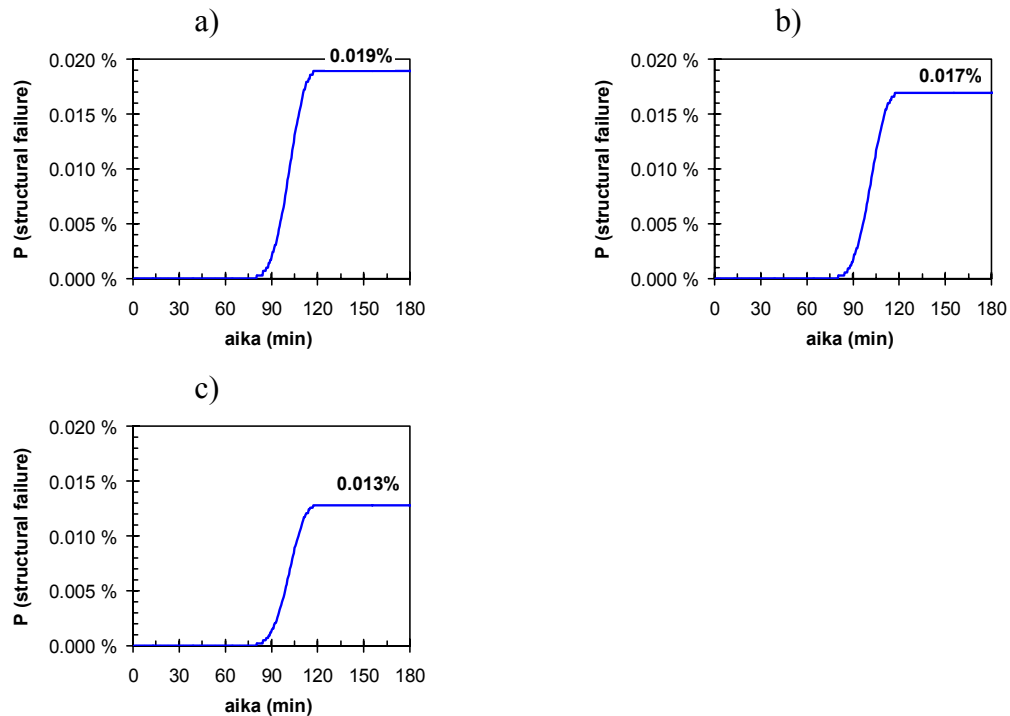 a)
0.019%
0.020 %
0.015 %
0.010 %
0.005 %
0.000 %
P (structural failure)
0 30 60 90 120 150 180
aika (min)
b)
0.017%
0.020 %
0.015 %
0.010 %
0.005 %
0.000 %
P (structural failure)
0 30 60 90 120 150 180
aika (min)
c)
0.013%
0.020 %
0.015 %
0.010 %
0.005 %
0.000 %
P (structural failure)
0 30 60 90 120 150 180
aika (min)